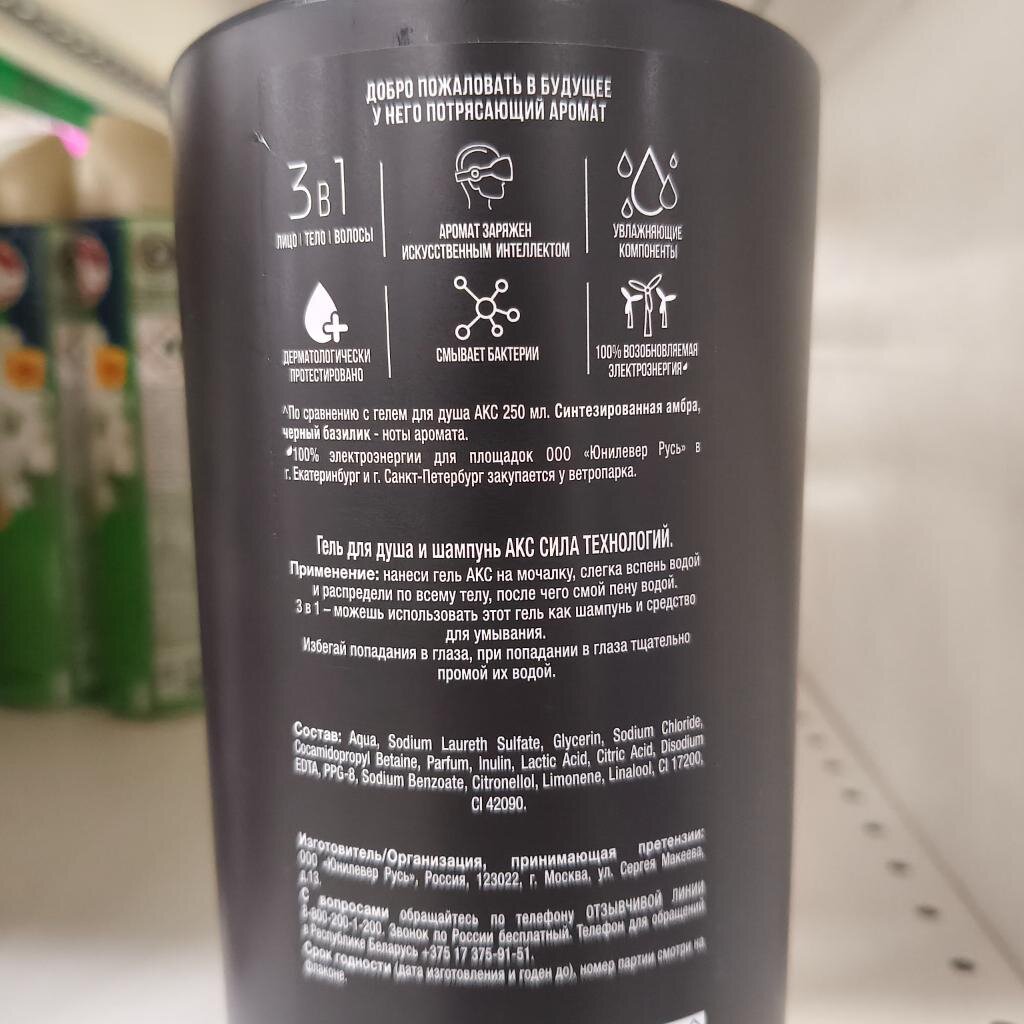 ДОБРО ПОЖАЛОВАТЬ В БУДУЩЕЕ
У НЕГО ПОТРЯСАЮЩИЙ АРОМАТ
3в1
ЛИЦО | ТЕЛО | ВОЛОСЫ
АРОМАТ ЗАРЯЖЕН
ИСКУССТВЕННЫМ ИНТЕЛЛЕКТОМ
УВЛАЖНЯЮЩИЕ
КОМПОНЕНТЫ
ДЕРМАТОЛОГИЧЕСКИ
ПРОТЕСТИРОВАНО
СМЫВАЕТ БАКТЕРИИ
100% ВОЗОБНОВЛЯЕМАЯ
ЭЛЕКТРОЭНЕРГИЯ
^По сравнению с гелем для душа АКС 250 мл. Синтезированная амбра,
черный базилик - ноты аромата.
100% электроэнергии для площадок ООО «Юнилевер Русь» в
г. Екатеринбург и г. Санкт-Петербург закупается у ветропарка.
Гель для душа и шампунь АКС СИЛА ТЕХНОЛОГИЙ.
Применение: нанеси гель АКС на мочалку, слегка вспень водой
и распредели по всему телу, после чего смой пену водой.
3 в 1 – можешь использовать этот гель как шампунь и средство
для умывания.
Избегай попадания в глаза, при попадании в глаза тщательно
промой их водой.
Состав: Aqua, Sodium Laureth Sulfate, Glycerin, Sodium Chloride,
Cocamidopropyl Betaine, Parfum, Inulin, Lactic Acid, Citric Acid, Disodium
EDTA, PPG-8, Sodium Benzoate, Citronellol, Limonene, Linalool, CI 17200,
CI 42090.
Изготовитель/Организация, принимающая претензии:
ООО «Юнилевер Русь», Россия, 123022, г. Москва, ул. Сергея Макеева,
д.13.
С вопросами обращайтесь по телефону ОТЗЫВЧИВОЙ ЛИНИИ
8-800-200-1-200. Звонок по России бесплатный. Телефон для обращений
в Республике Беларусь +375 17 375-91-51.
Срок годности (дата изготовления и годен до), номер партии смотри на
флаконе.